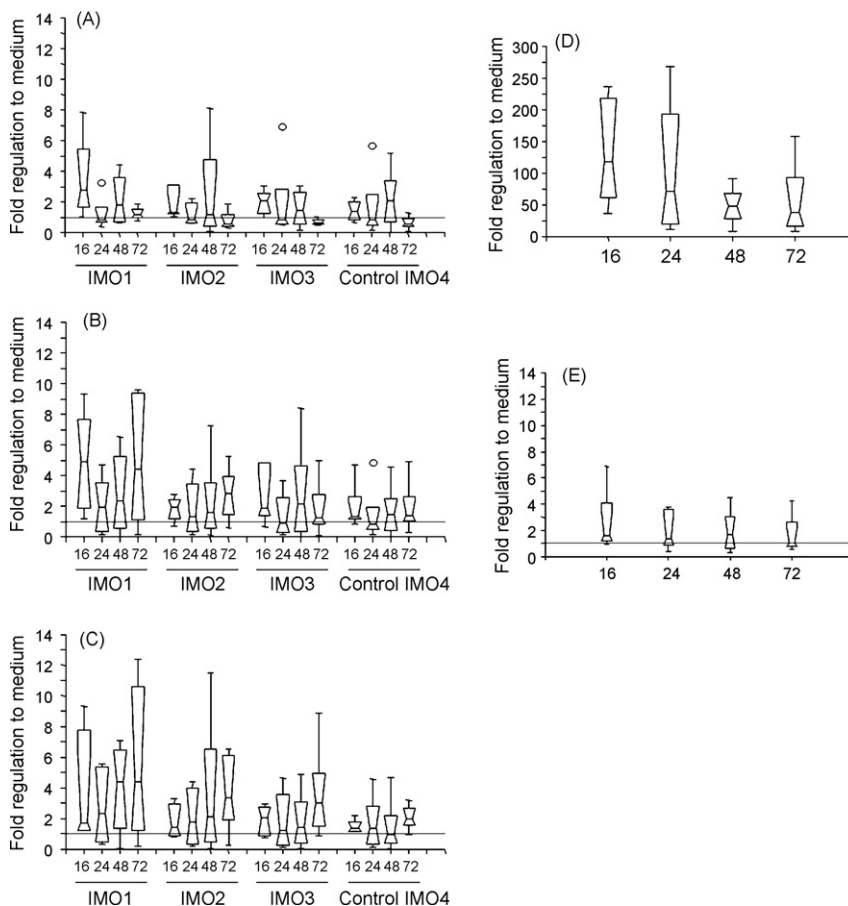 (A)
Fold regulation to medium
14
12
10
8
6
4
2
0
16 24 48 72 16 24 48 72 16 24 48 72 16 24 48 72
IMO1 IMO2 IMO3 Control IMO4
(B)
Fold regulation to medium
14
12
10
8
6
4
2
0
16 24 48 72 16 24 48 72 16 24 48 72 16 24 48 72
IMO1 IMO2 IMO3 Control IMO4
(C)
Fold regulation to medium
14
12
10
8
6
4
2
0
16 24 48 72 16 24 48 72 16 24 48 72 16 24 48 72
IMO1 IMO2 IMO3 Control IMO4
(D)
Fold regulation to medium
300
250
200
150
100
50
0
16 24 48 72
(E)
Fold regulation to medium
14
12
10
8
6
4
2
0
16 24 48 72